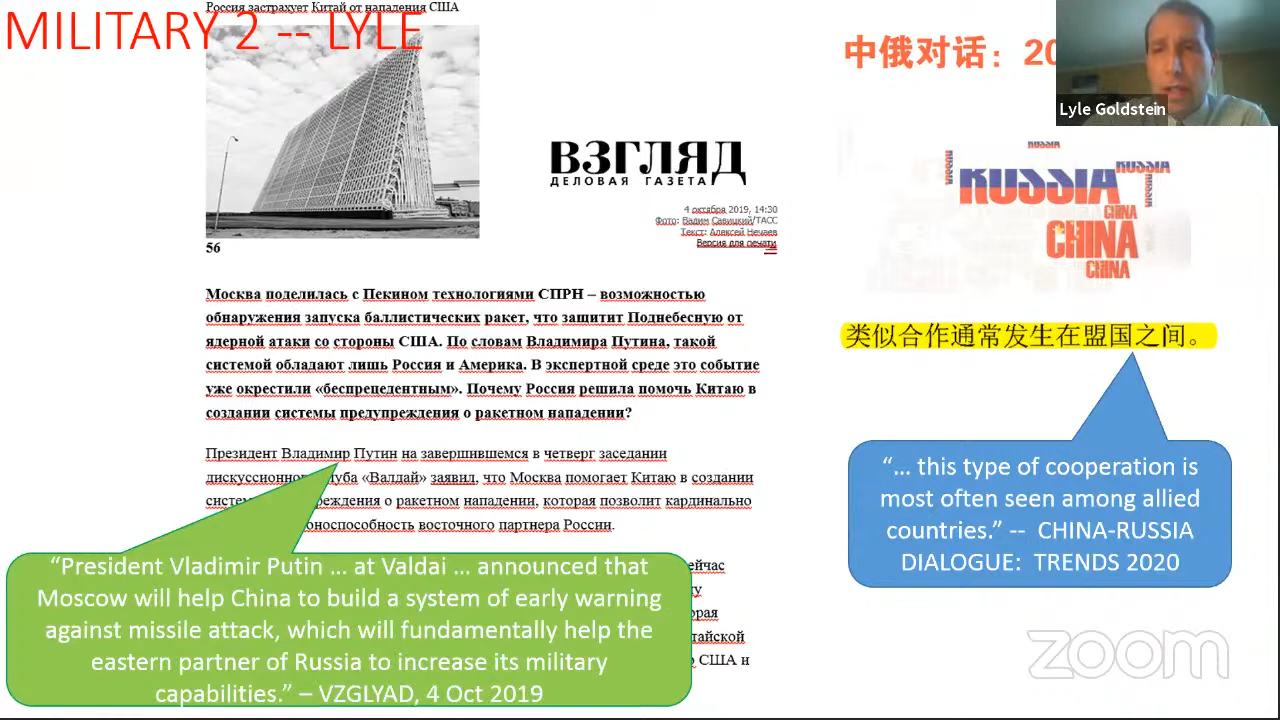 Россия застрахует Китай от нападения США
MILITARY 2 -- LYLE
56
ВЗГЛЯД
ДЕЛОВАЯ ГАЗЕТА
4 октября 2019, 14:30
Фото: Вадим Савицкий/ТАСС
Текст: Алексей Нечаев
Версия для печати
Москва поделилась с Пекином технологиями СПРН – возможностью
обнаружения запуска баллистических ракет, что защитит Поднебесную от
ядерной атаки со стороны США. По словам Владимира Путина, такой
системой обладают лишь Россия и Америка. В экспертной среде это событие
уже окрестили «беспрецедентным». Почему Россия решила помочь Китаю в
создании системы предупреждения о ракетном нападении?
Президент Владимир Путин на завершившемся в четверг заседании
дискуссионного клуба «Валдай» заявил, что Москва помогает Китаю в создании
о ракетном нападении, которая позволит кардинально
восточного партнера России.
США и
“President Vladimir Putin … at Valdai … announced that
Moscow will help China to build a system of early warning
against missile attack, which will fundamentally help the
eastern partner of Russia to increase its military
capabilities.” – VZGLYAD, 4 Oct 2019
中俄对话：20
Lyle Goldstein
RUSSIA
RUSSIA
RUSSIA
RUSSIA
RUSSIA
CHINA
CHINA
CHINA
类似合作通常发生在盟国之间。
“… this type of cooperation is
most often seen among allied
countries.” -- CHINA-RUSSIA
DIALOGUE: TRENDS 2020
zoom